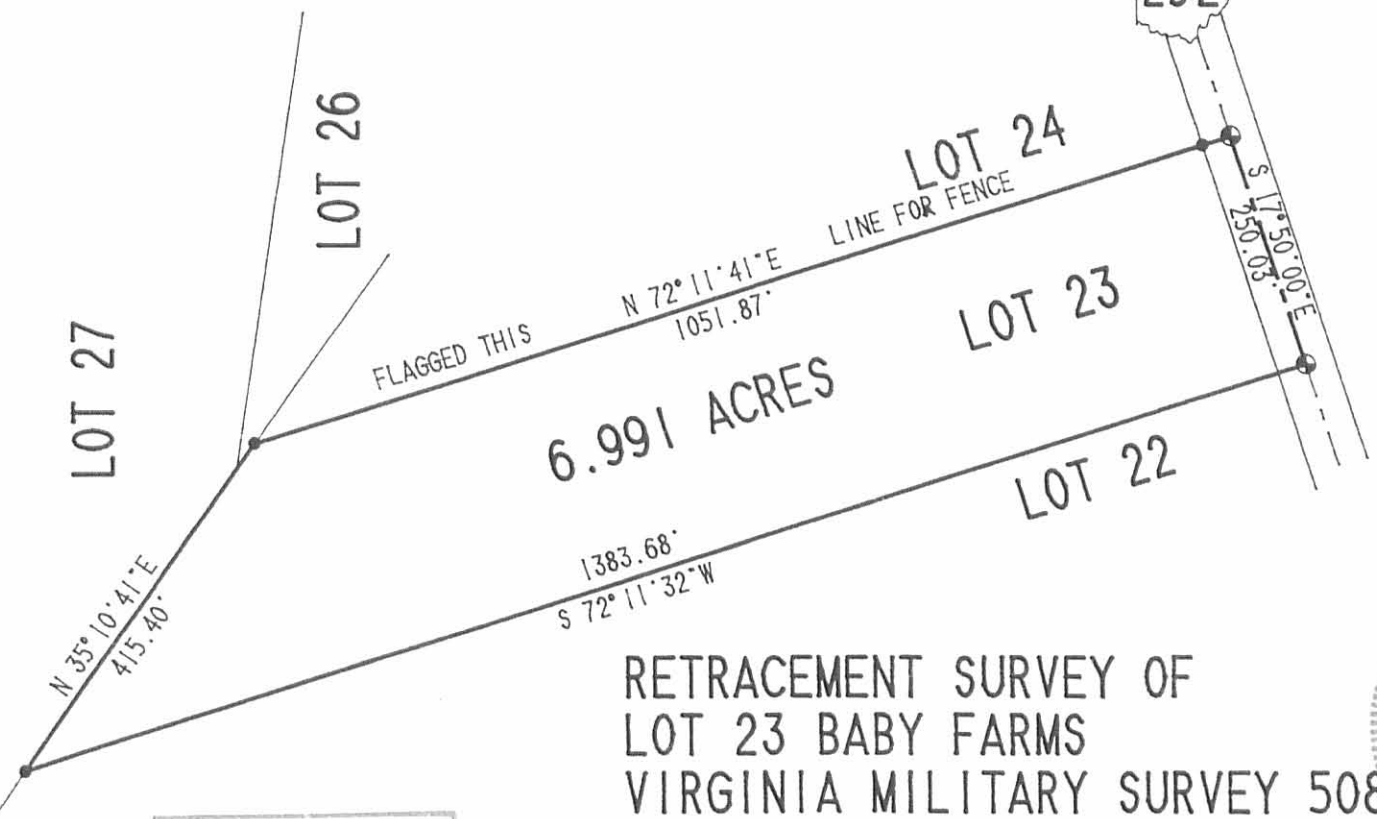 LOT 26
LOT 27
LOT 24
FLAGGED THIS LINE FOR FENCE
N 72° 11' 41" E
1051.87'
S 17° 50' 00" E
250.03'
LOT 23
6.991 ACRES
LOT 22
1383.68'
S 72° 11' 32" W
N 35° 10' 41" E
415.40'
RETRACEMENT SURVEY OF
LOT 23 BABY FARMS
VIRGINIA MILITARY SURVEY